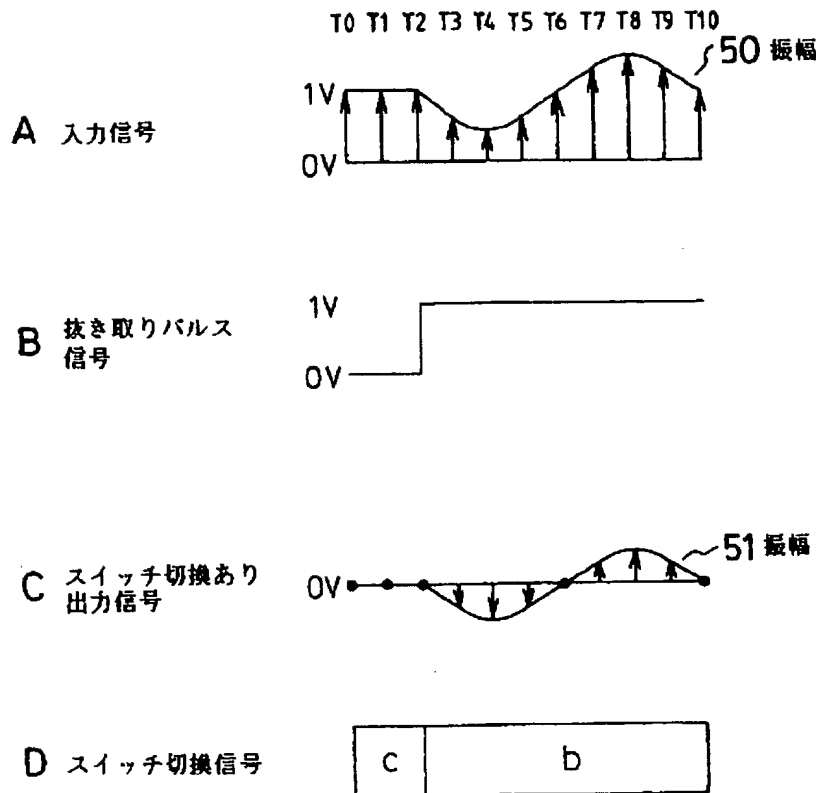 T0 T1 T2 T3 T4 T5 T6 T7 T8 T9 T10
50 振幅
1V
A 入力信号
0V
1V
B 抜き取りパルス
信号
0V
51 振幅
C スイッチ切換あり
出力信号
0V
D スイッチ切換信号
c
b